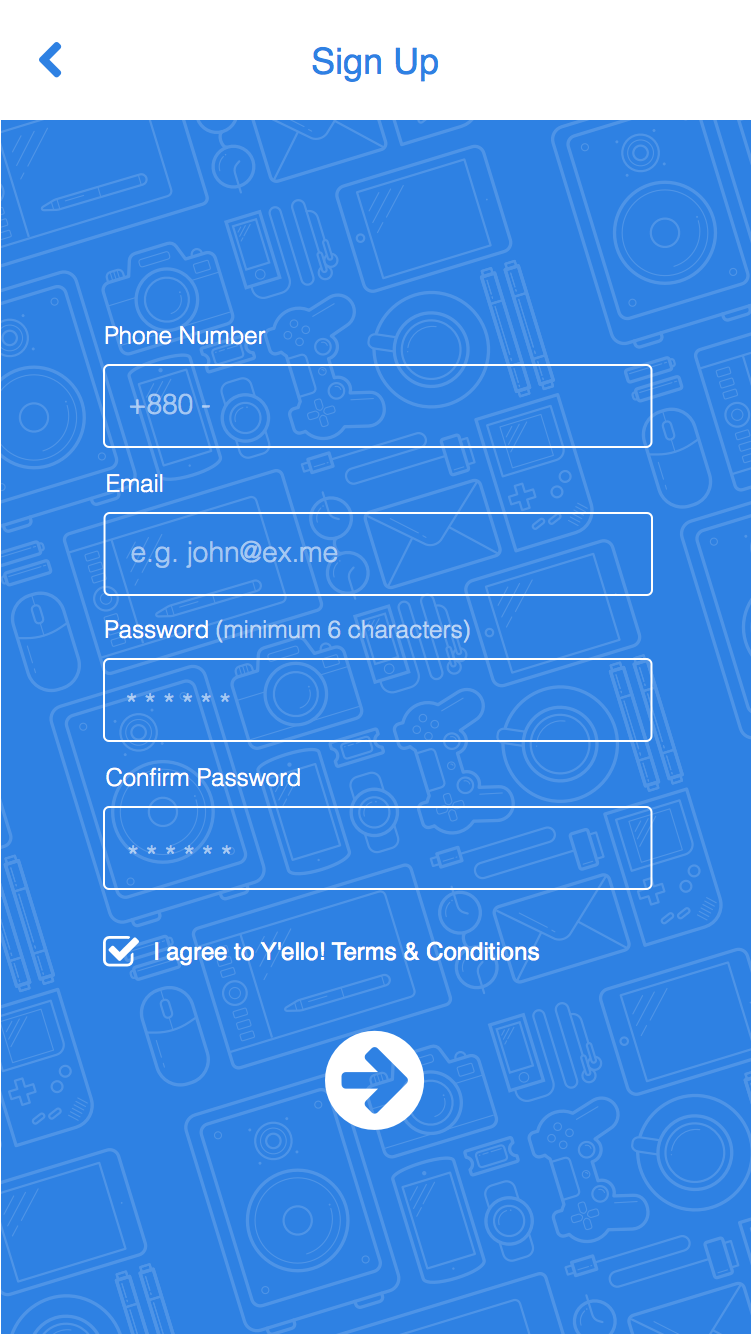 Sign Up
Phone Number
+880 -
Email
e.g. john@ex.me
Password (minimum 6 characters)
* * * * * *
Confirm Password
* * * * * *
I agree to Y'ello! Terms & Conditions